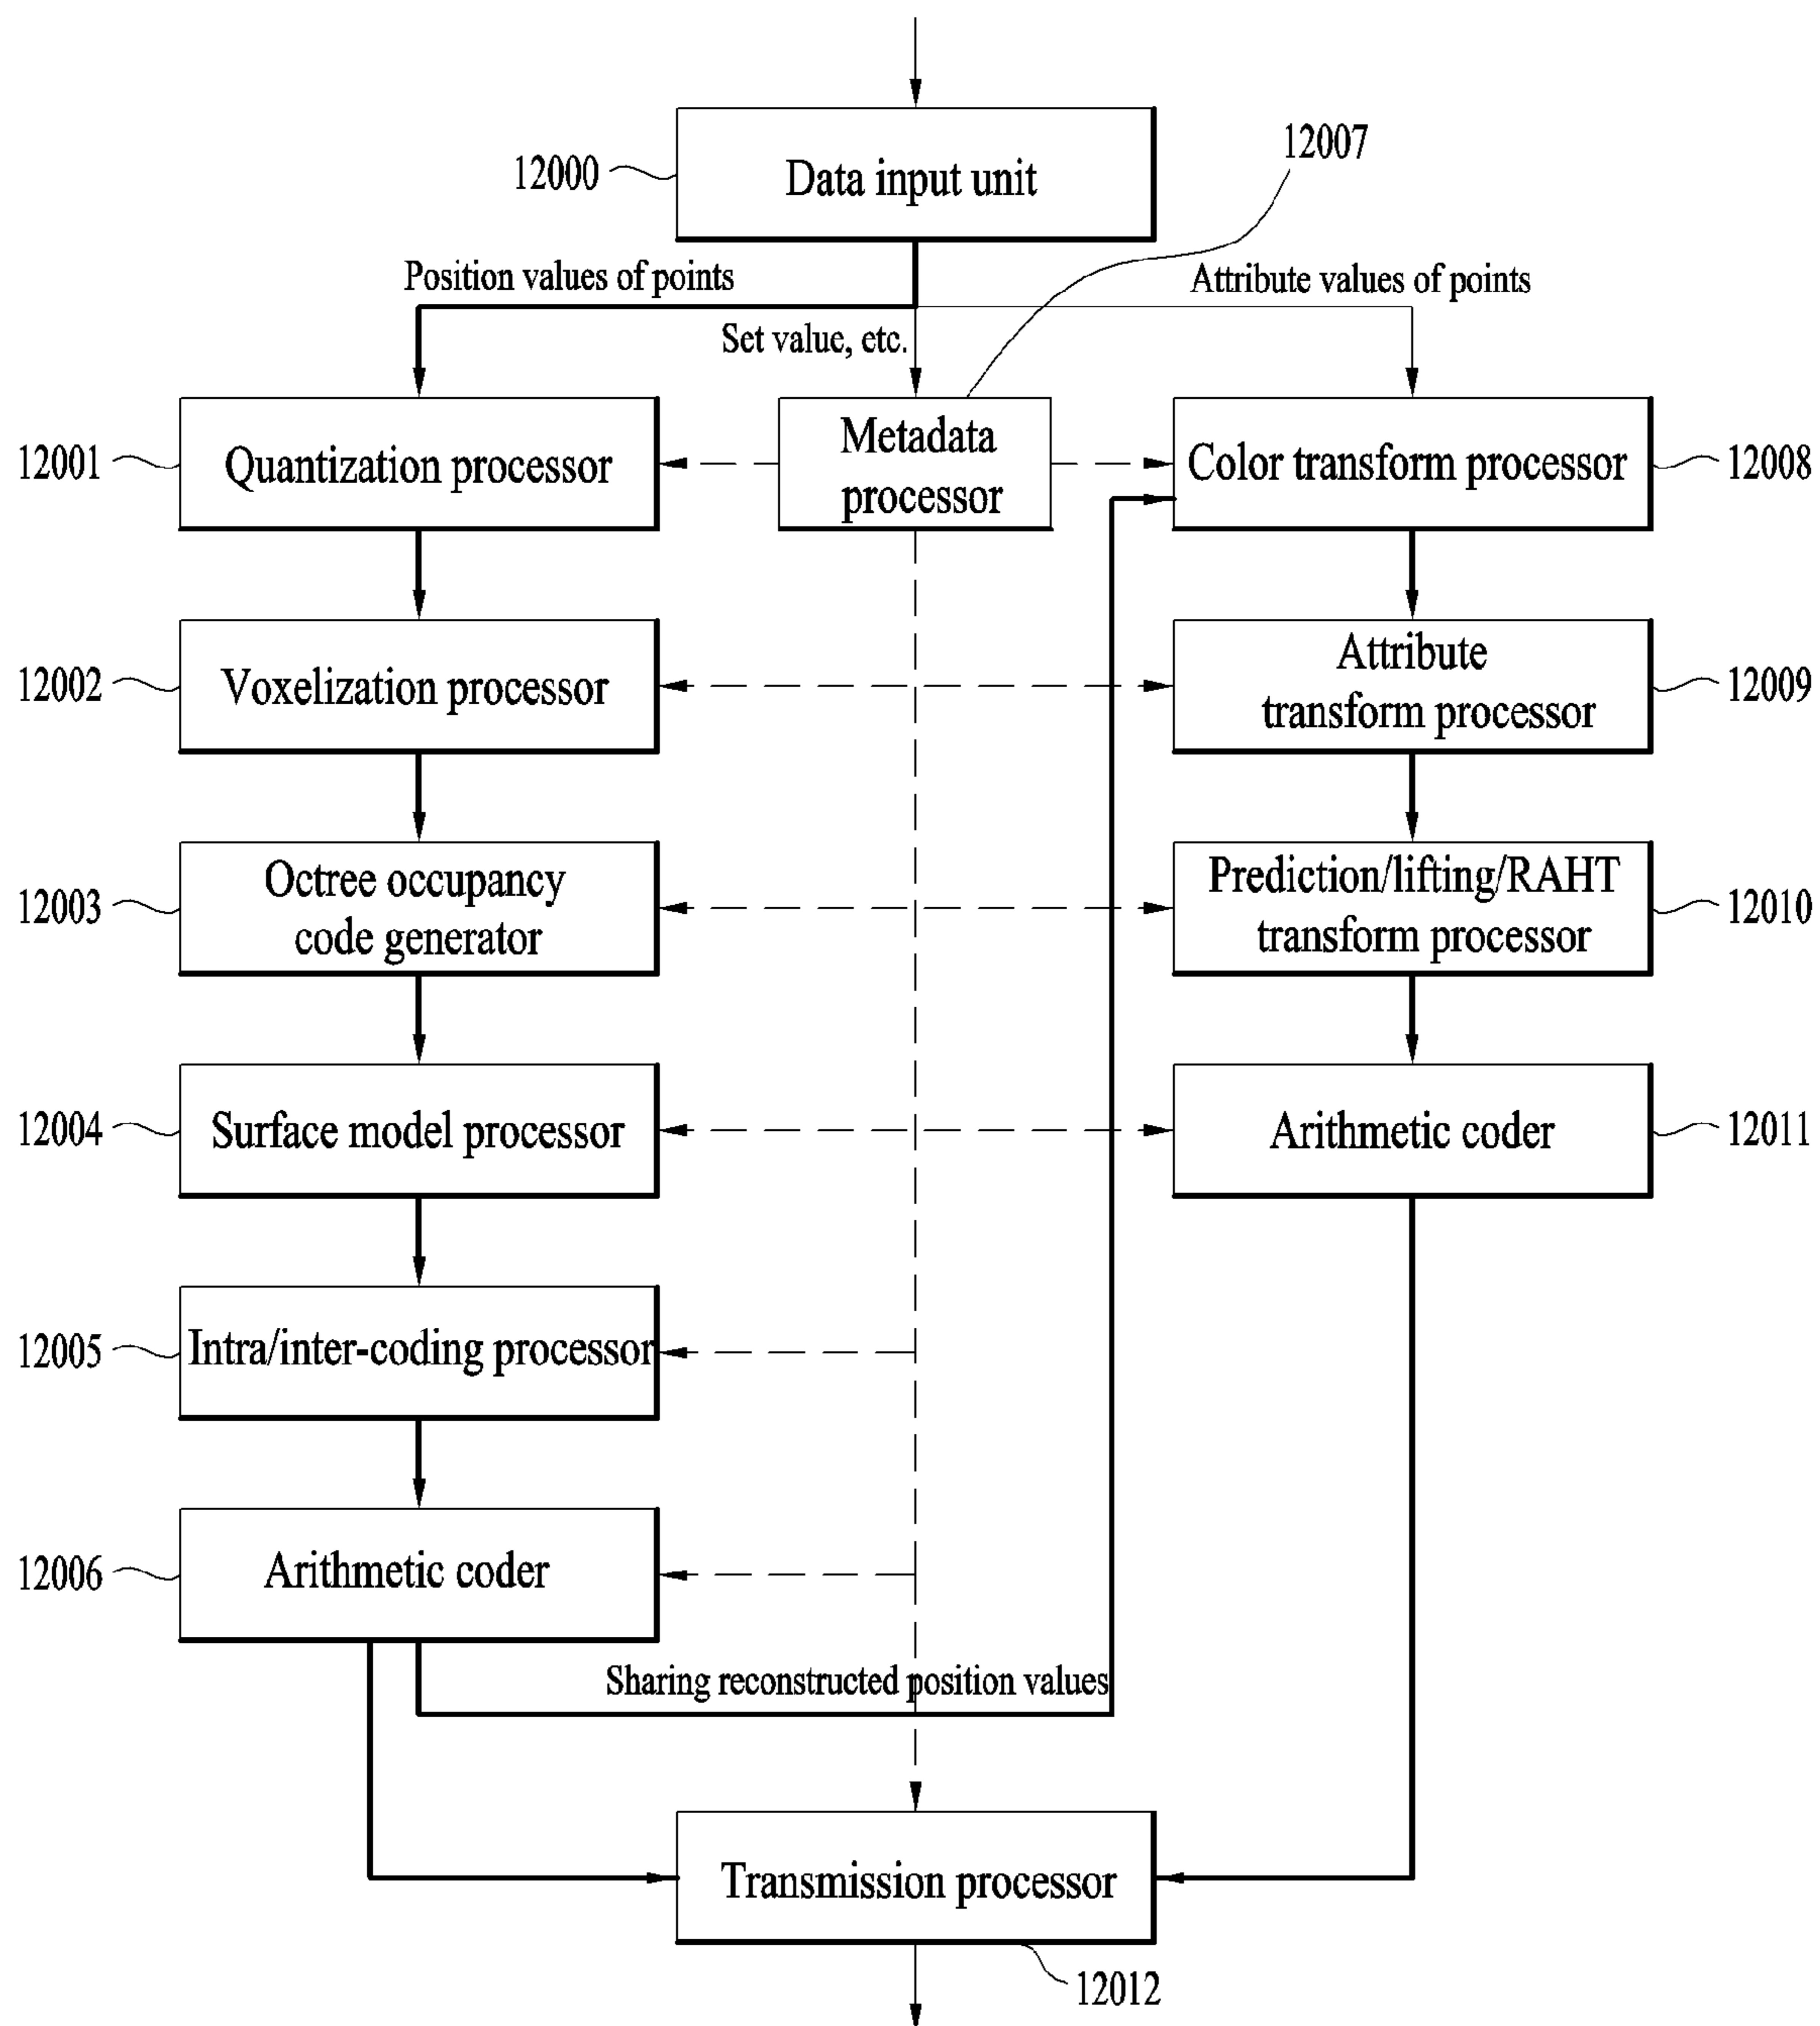 12007
12000
Data input unit
Position values of points
Attribute values of points
Set value, etc.
12001
Quantization processor
Metadata
processor
Color transform processor
12008
12002
Voxelization processor
Attribute
transform processor
12009
12003
Octree occupancy
code generator
Prediction/lifting/RAHT
transform processor
12010
12004
Surface model processor
Arithmetic coder
12011
12005
Intra/inter-coding processor
12006
Arithmetic coder
Sharing reconstructed position values
Transmission processor
12012